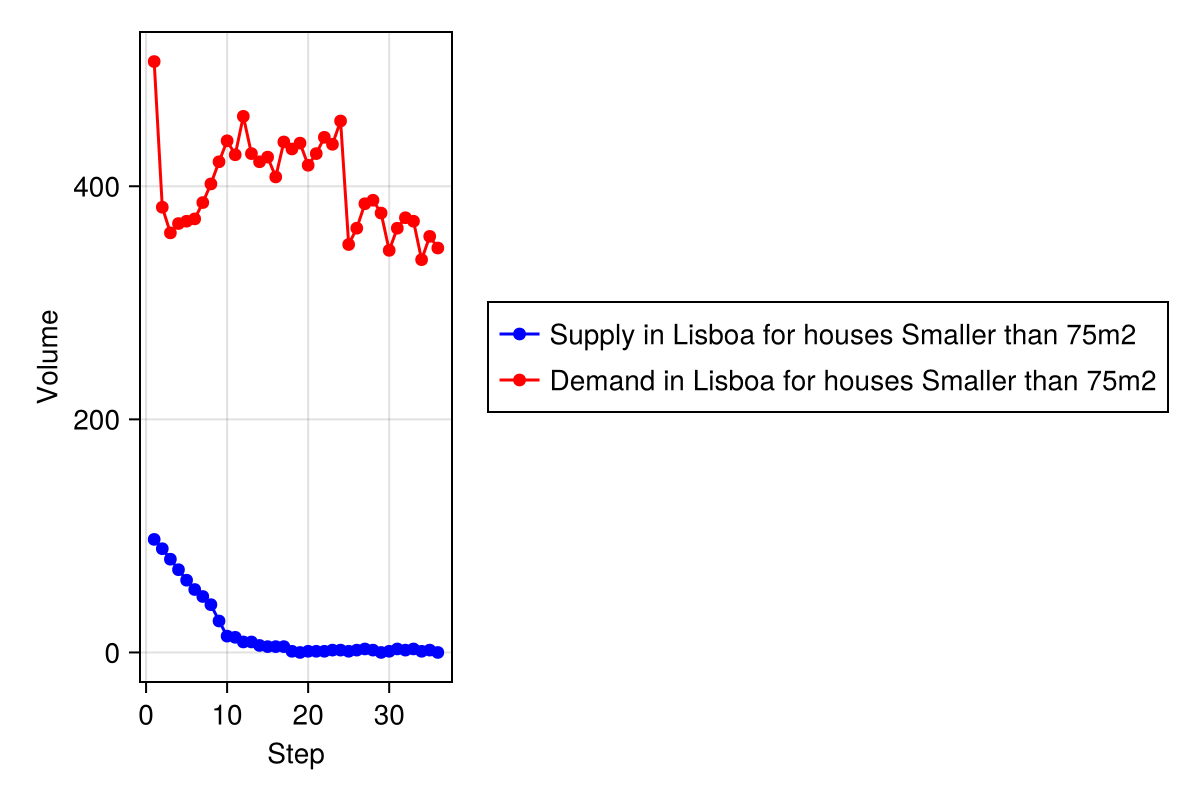 400
200
0
Volume
0 10 20 30
Step
Supply in Lisboa for houses Smaller than 75m2
Demand in Lisboa for houses Smaller than 75m2